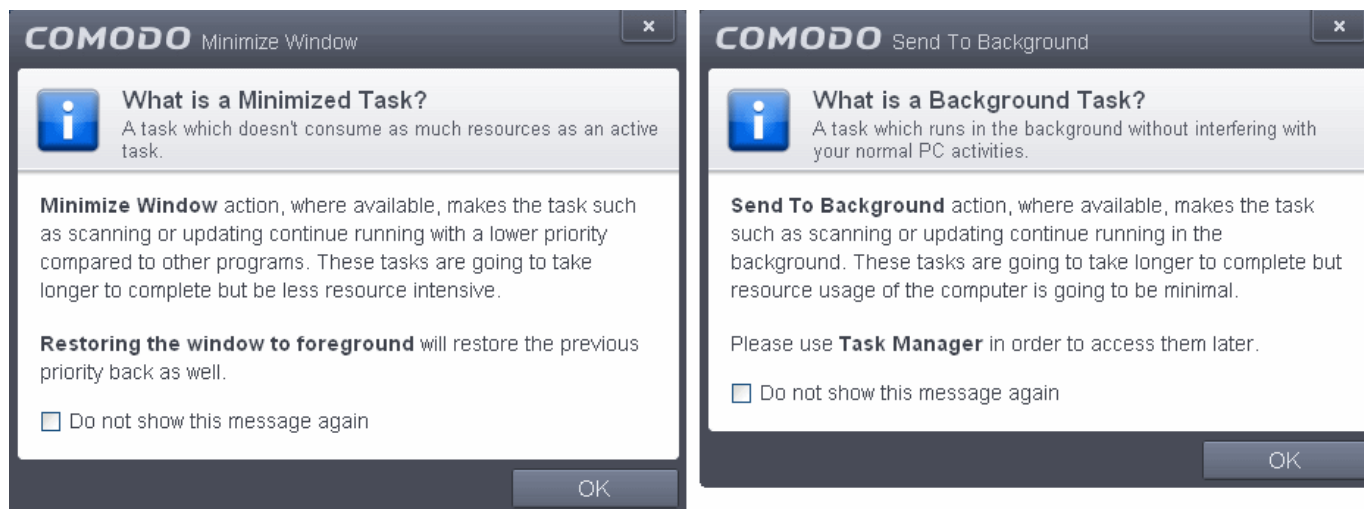 COMODO Minimize Window
What is a Minimized Task?
A task which doesn't consume as much resources as an active
task.
Minimize Window action, where available, makes the task such
as scanning or updating continue running with a lower priority
compared to other programs. These tasks are going to take
longer to complete but be less resource intensive.
Restoring the window to foreground will restore the previous
priority back as well.
Do not show this message again
OK
COMODO Send To Background
What is a Background Task?
A task which runs in the background without interfering with
your normal PC activities.
Send To Background action, where available, makes the task
such as scanning or updating continue running in the
background. These tasks are going to take longer to complete but
resource usage of the computer is going to be minimal.
Please use Task Manager in order to access them later.
Do not show this message again
OK